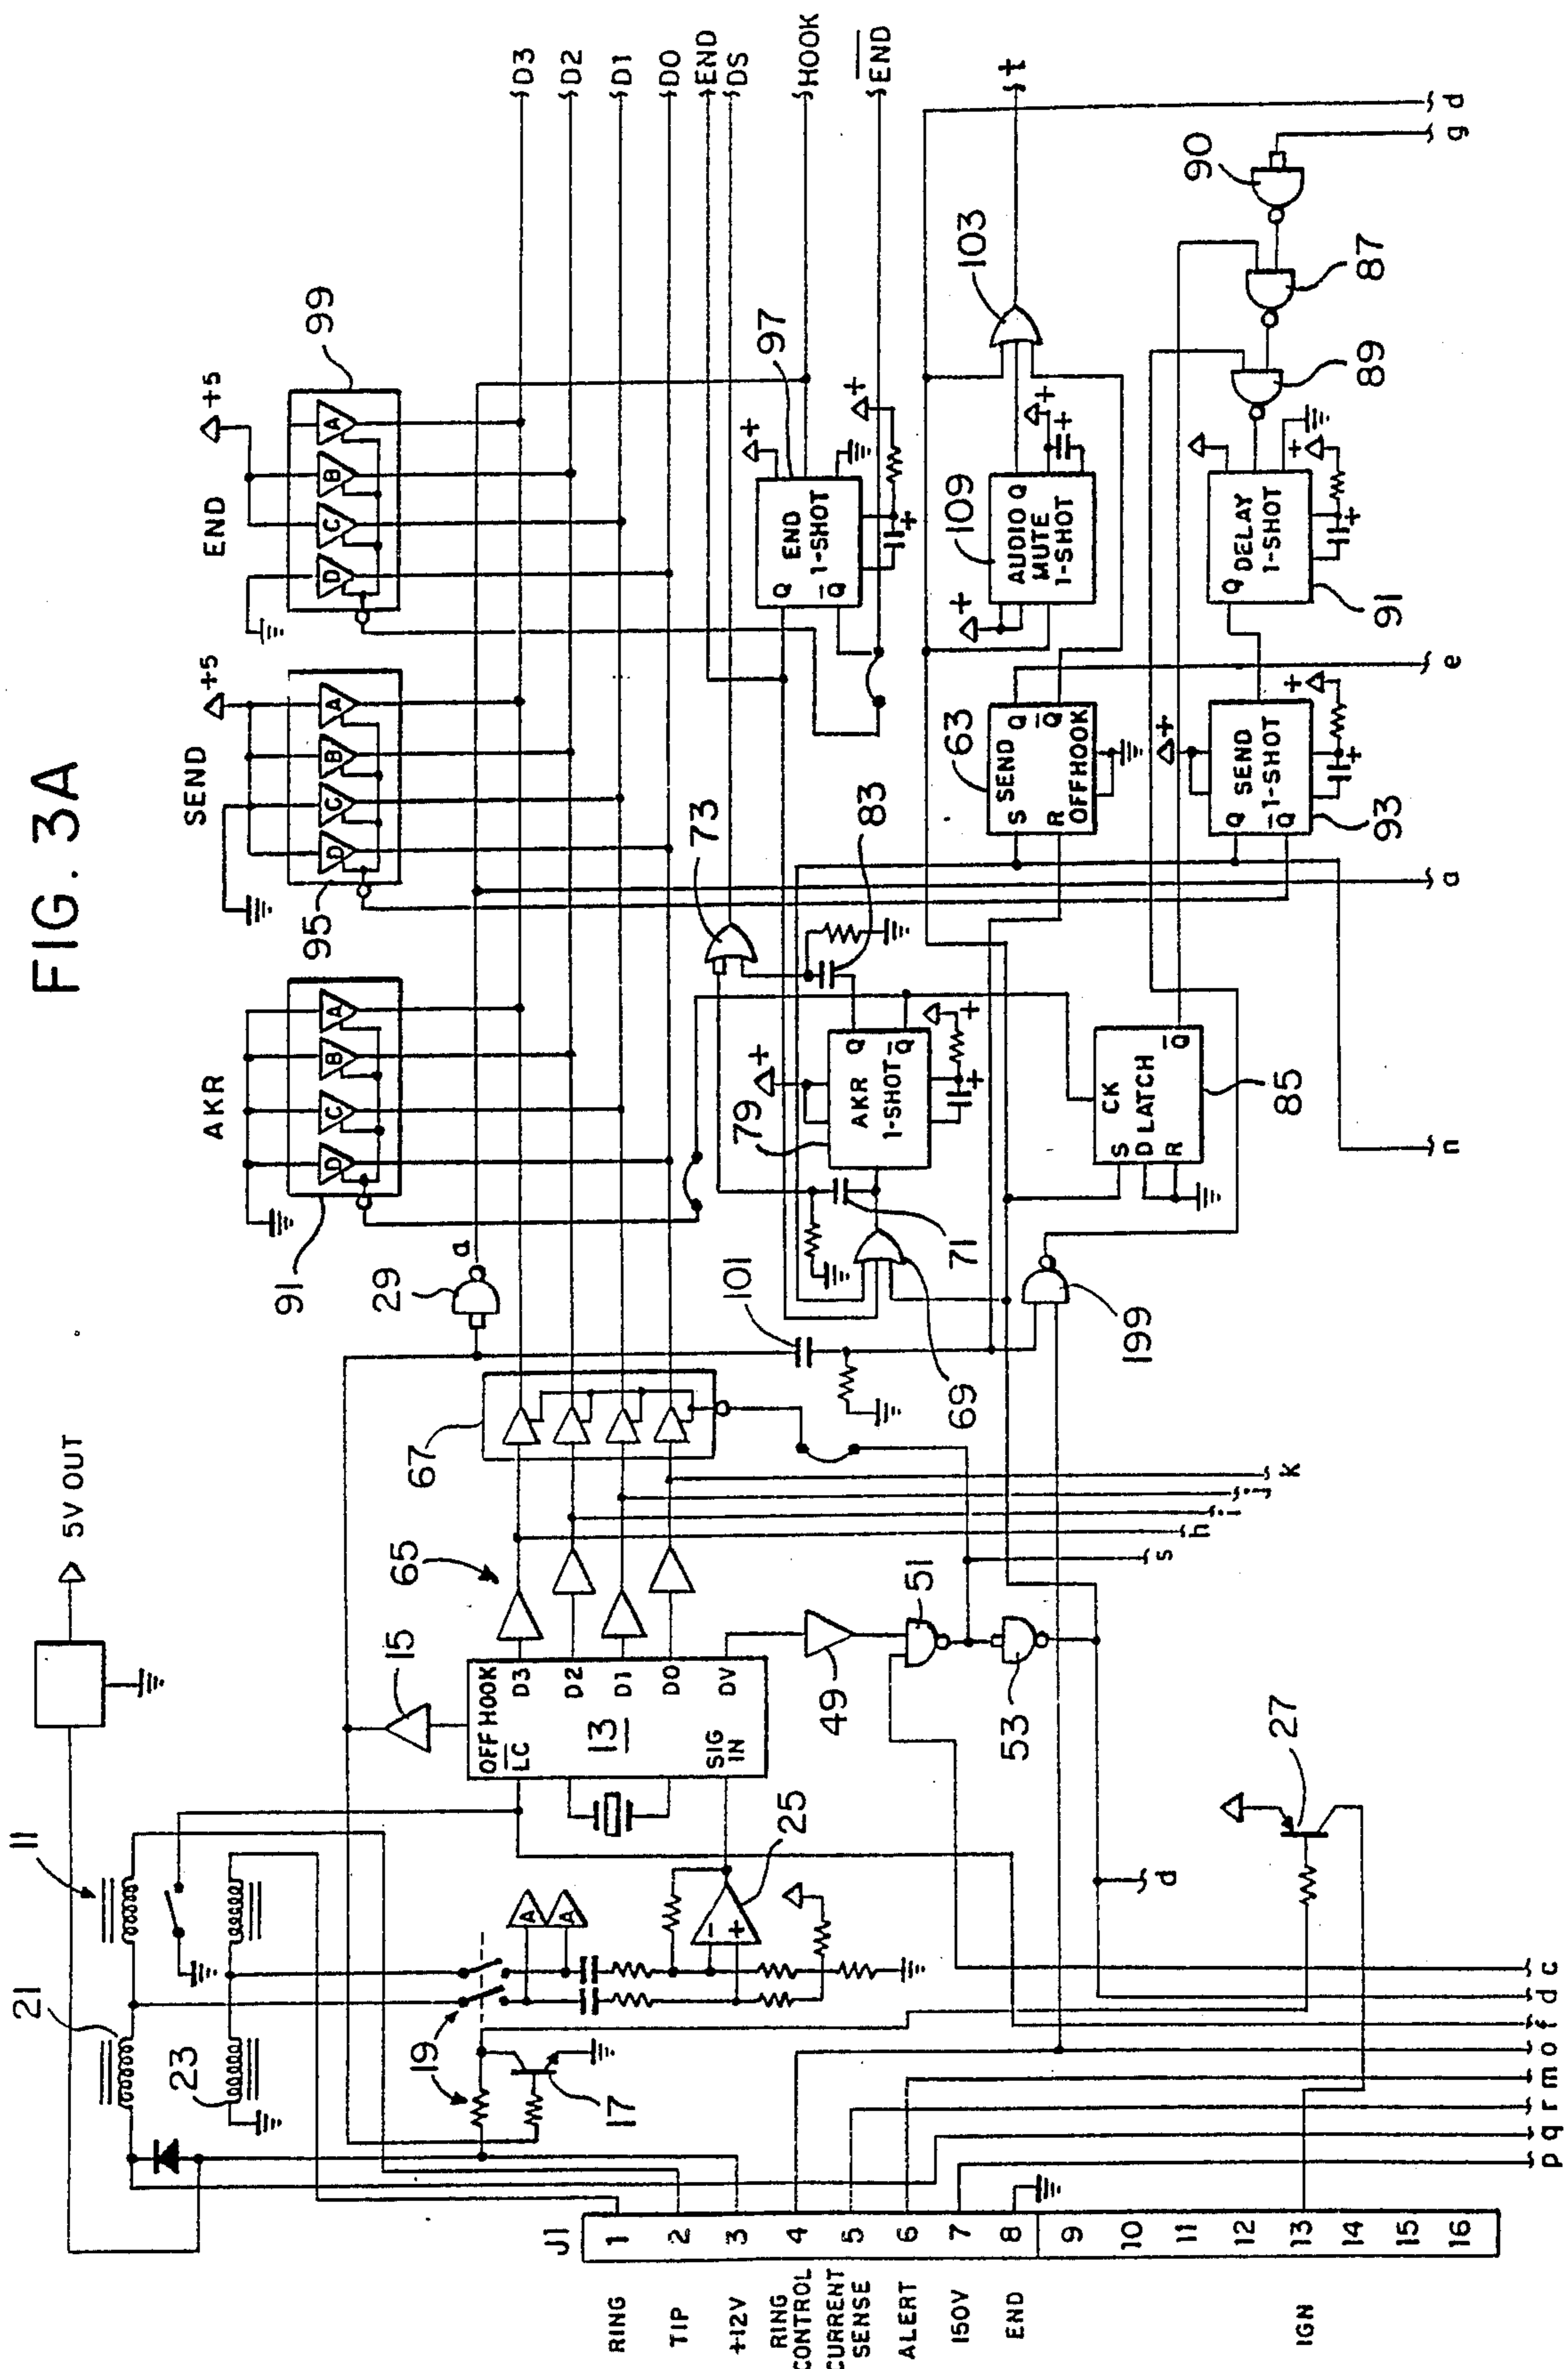 FIG. 3A
5V OUT
AKR
SEND
END
+5
+5
D C B A
D C B A
D C B A
91
95
99
11
21
23
15
65
67
29
a
D3
D2
D1
D0
END
DS
HOOK
END
t
OFF HOOK
LC
13
SIG IN
D3
D2
D1
D0
DV
19
17
A
A
25
-
+
49
51
53
27
101
69
71
73
83
79
AKR
1-SHOT
Q
Q
+
+
+
END
1-SHOT
Q
Q
97
+
+
+
63
SEND
OFF HOOK
S
R
Q
Q
109
AUDIO
MUTE
1-SHOT
Q
+
+
+
103
85
CK
S
D LATCH
R
Q
199
93
SEND
1-SHOT
Q
Q
+
+
+
91
DELAY
1-SHOT
Q
+
+
89
87
90
h
i
j
k
s
d
n
a
e
g
d
J1
RING 1
TIP 2
+12V 3
RING CONTROL 4
CURRENT SENSE 5
ALERT 6
150V 7
END 8
9
10
11
12
IGN 13
14
15
16
c
d
f
o
m
r
q
p